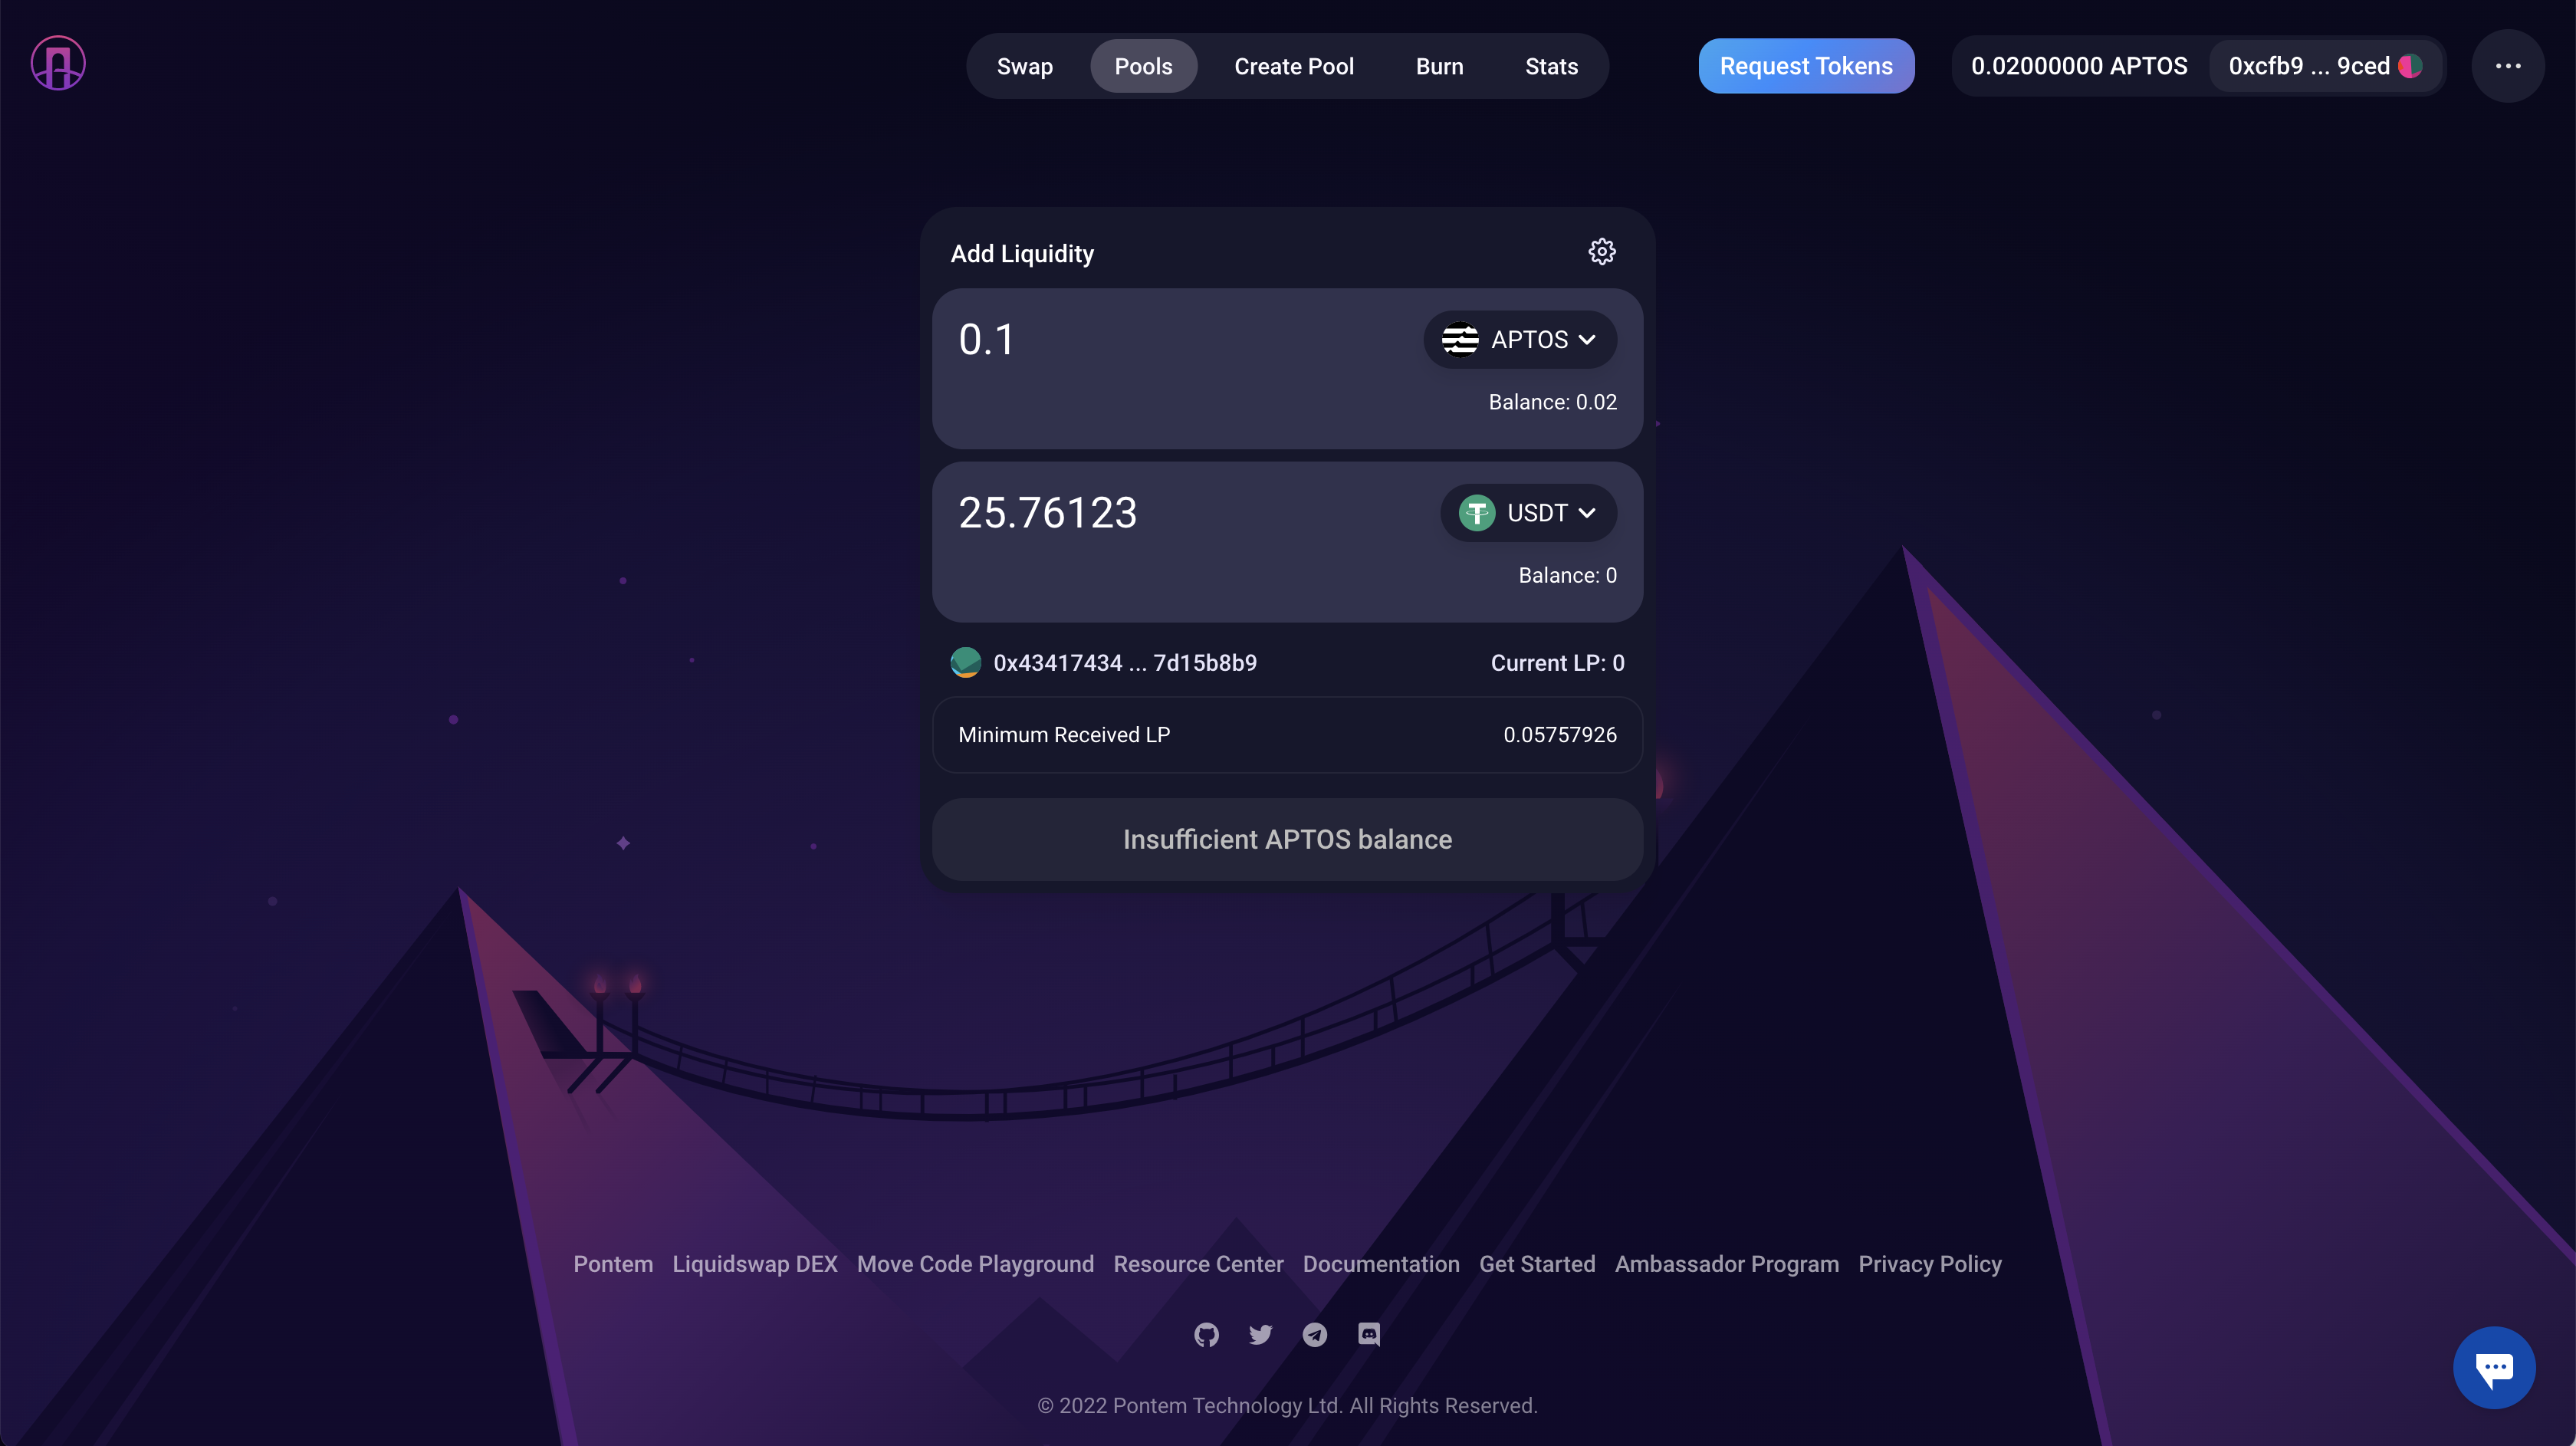 Swap Pools Create Pool Burn Stats Request Tokens 0.02000000 APTOS 0xcfb9 ... 9ced
Add Liquidity
0.1 APTOS
Balance: 0.02
25.76123 USDT
Balance: 0
0x43417434 ... 7d15b8b9 Current LP: 0
Minimum Received LP 0.05757926
Insufficient APTOS balance
Pontem Liquidswap DEX Move Code Playground Resource Center Documentation Get Started Ambassador Program Privacy Policy
© 2022 Pontem Technology Ltd. All Rights Reserved.